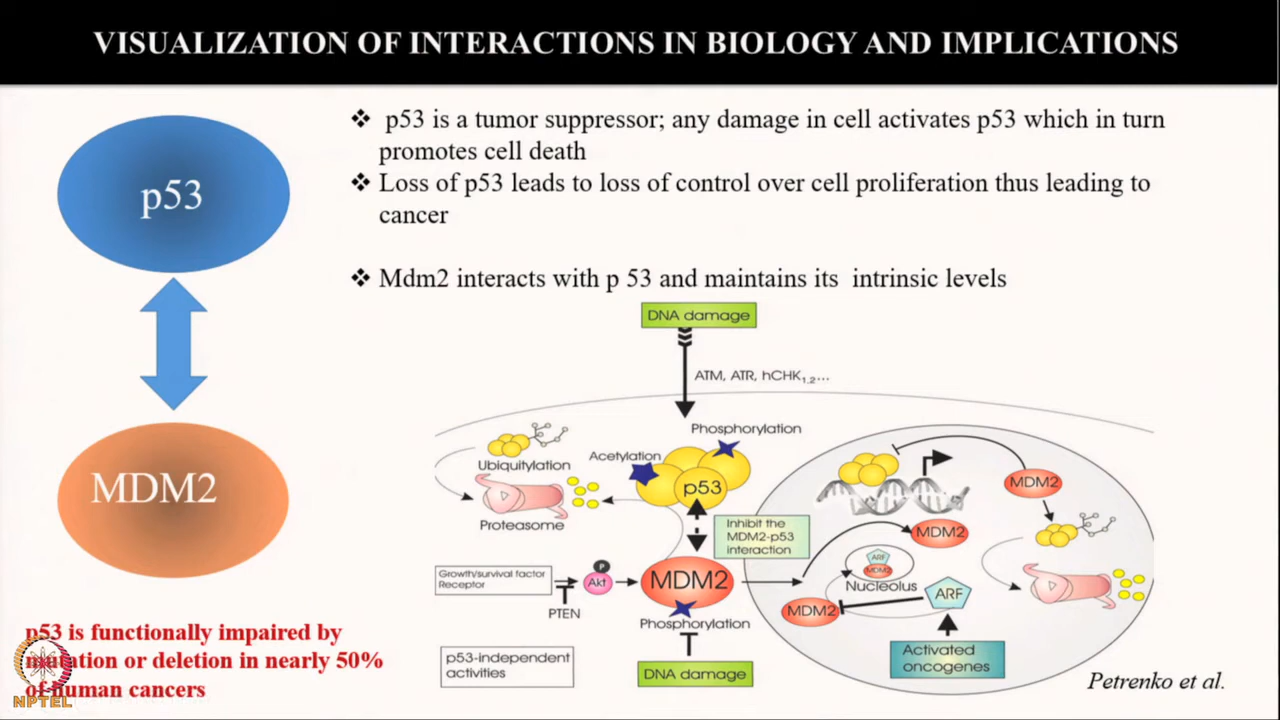 VISUALIZATION OF INTERACTIONS IN BIOLOGY AND IMPLICATIONS
p53
MDM2
p53 is functionally impaired by
mutation or deletion in nearly 50%
of human cancers
NPTEL
❖ p53 is a tumor suppressor; any damage in cell activates p53 which in turn
promotes cell death
❖ Loss of p53 leads to loss of control over cell proliferation thus leading to
cancer
❖ Mdm2 interacts with p 53 and maintains its intrinsic levels
DNA damage
ATM, ATR, hCHK1,2...
Phosphorylation
Acetylation
p53
Ubiquitylation
Proteasome
Inhibit the
MDM2-p53
interaction
Growth/survival factor
Receptor
P
Akt
PTEN
MDM2
Phosphorylation
DNA damage
p53-independent
activities
MDM2
MDM2
ARF
MDM2
Nucleolus
MDM2
ARF
Activated
oncogenes
Petrenko et al.